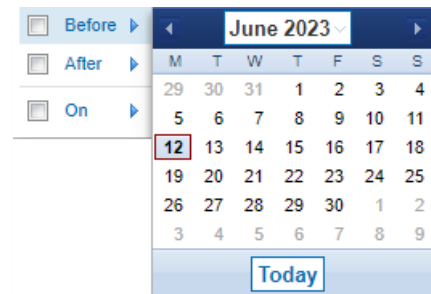 Before
After
On
June 2023
M T W T F S S
29 30 31 1 2 3 4
5 6 7 8 9 10 11
12 13 14 15 16 17 18
19 20 21 22 23 24 25
26 27 28 29 30 1 2
3 4 5 6 7 8 9
Today